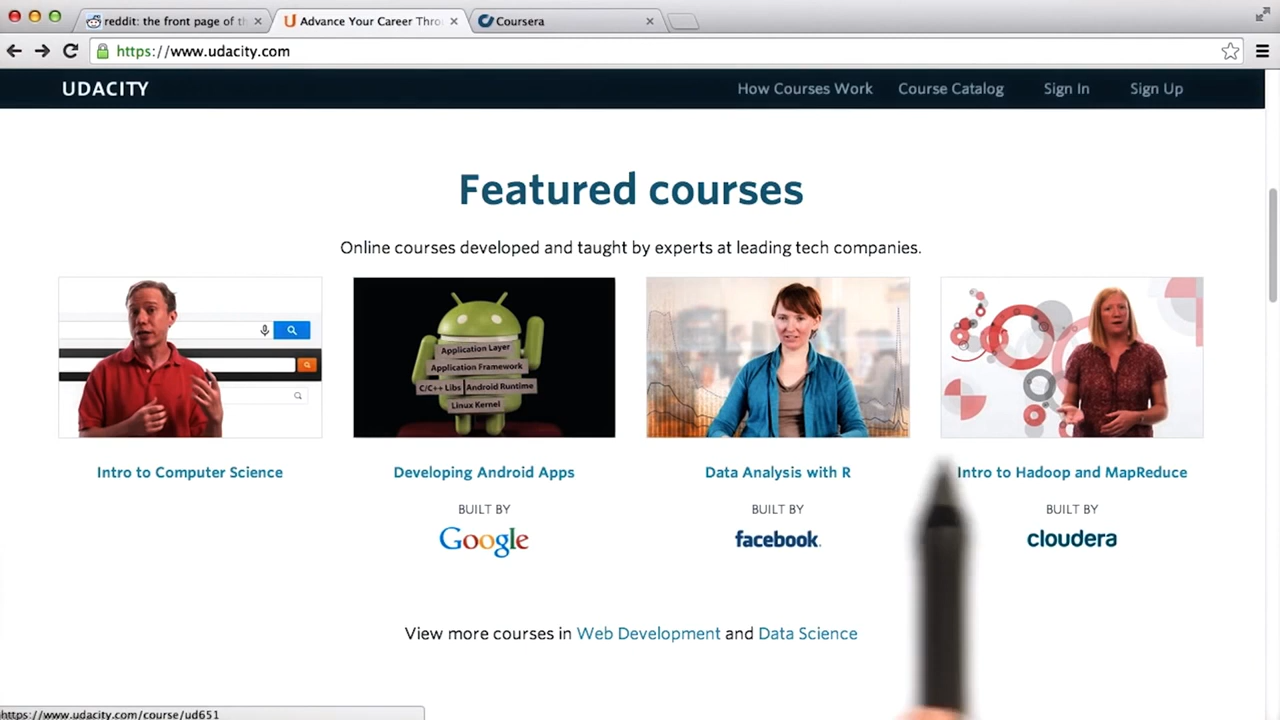 reddit: the front page of th
Advance Your Career Thro
Coursera
https://www.udacity.com
UDACITY
How Courses Work
Course Catalog
Sign In
Sign Up
Featured courses
Online courses developed and taught by experts at leading tech companies.
Application Layer
Application Framework
C/C++ Libs
Android Runtime
Linux Kernel
Intro to Computer Science
Developing Android Apps
Data Analysis with R
Intro to Hadoop and MapReduce
BUILT BY
BUILT BY
BUILT BY
Google
facebook.
cloudera
View more courses in Web Development and Data Science
https://www.udacity.com/course/ud651